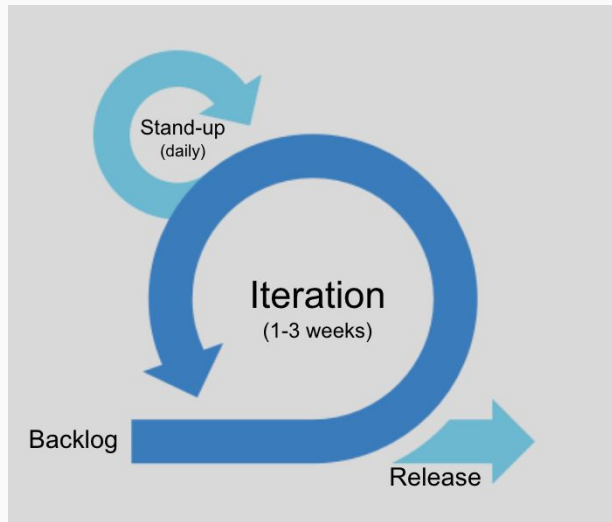 Stand-up
(daily)
Iteration
(1-3 weeks)
Backlog
Release